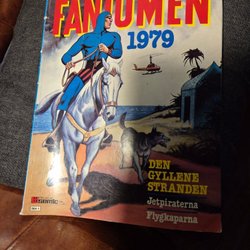 FANTOMEN
1979
DEN
GYLLENE
STRANDEN
Jetpiraterna
Flygkaparna